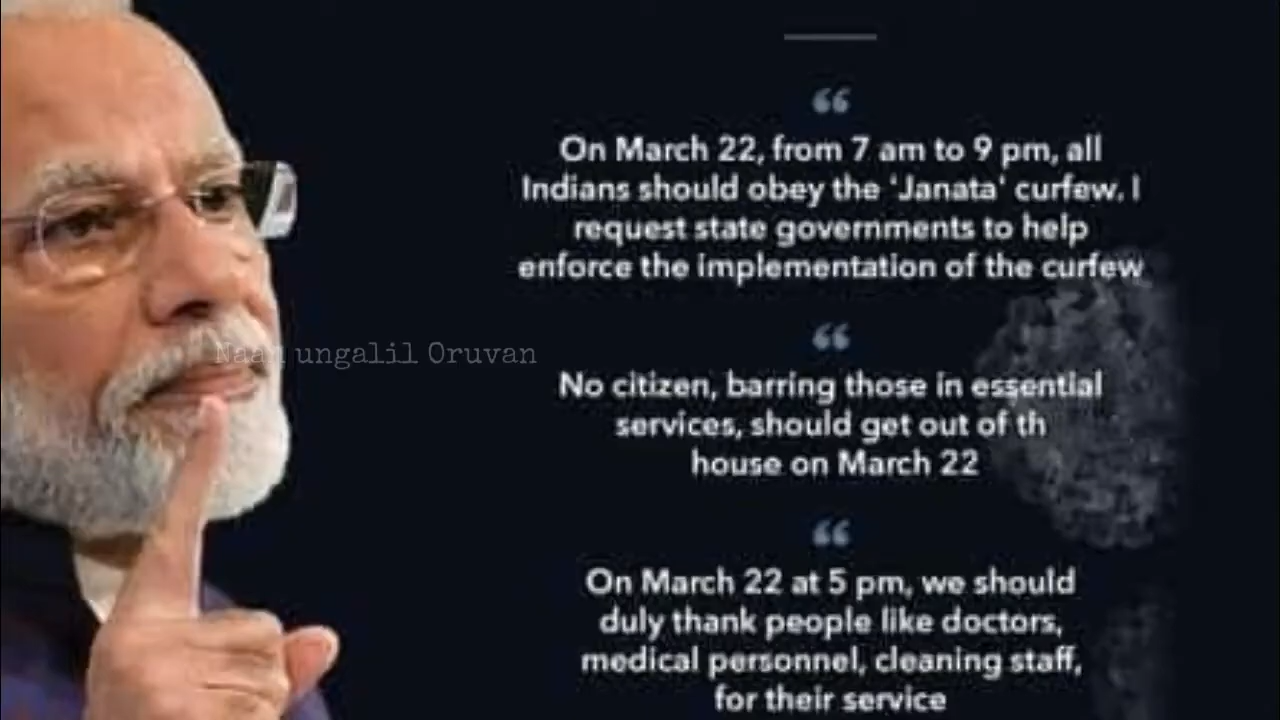 “
On March 22, from 7 am to 9 pm, all
Indians should obey the 'Janata' curfew. I
request state governments to help
enforce the implementation of the curfew
“
Naan ungalil Oruvan
No citizen, barring those in essential
services, should get out of th
house on March 22
“
On March 22 at 5 pm, we should
duly thank people like doctors,
medical personnel, cleaning staff,
for their service